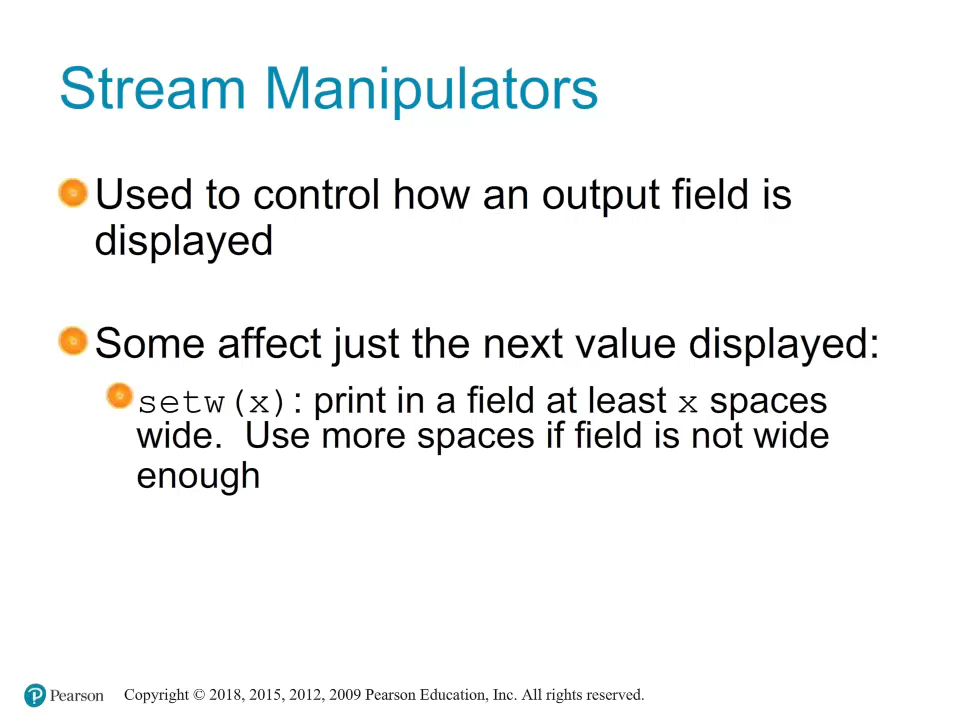 Stream Manipulators
Used to control how an output field is
displayed
Some affect just the next value displayed:
setw(x): print in a field at least x spaces
wide.  Use more spaces if field is not wide
enough
Pearson
Copyright © 2018, 2015, 2012, 2009 Pearson Education, Inc. All rights reserved.